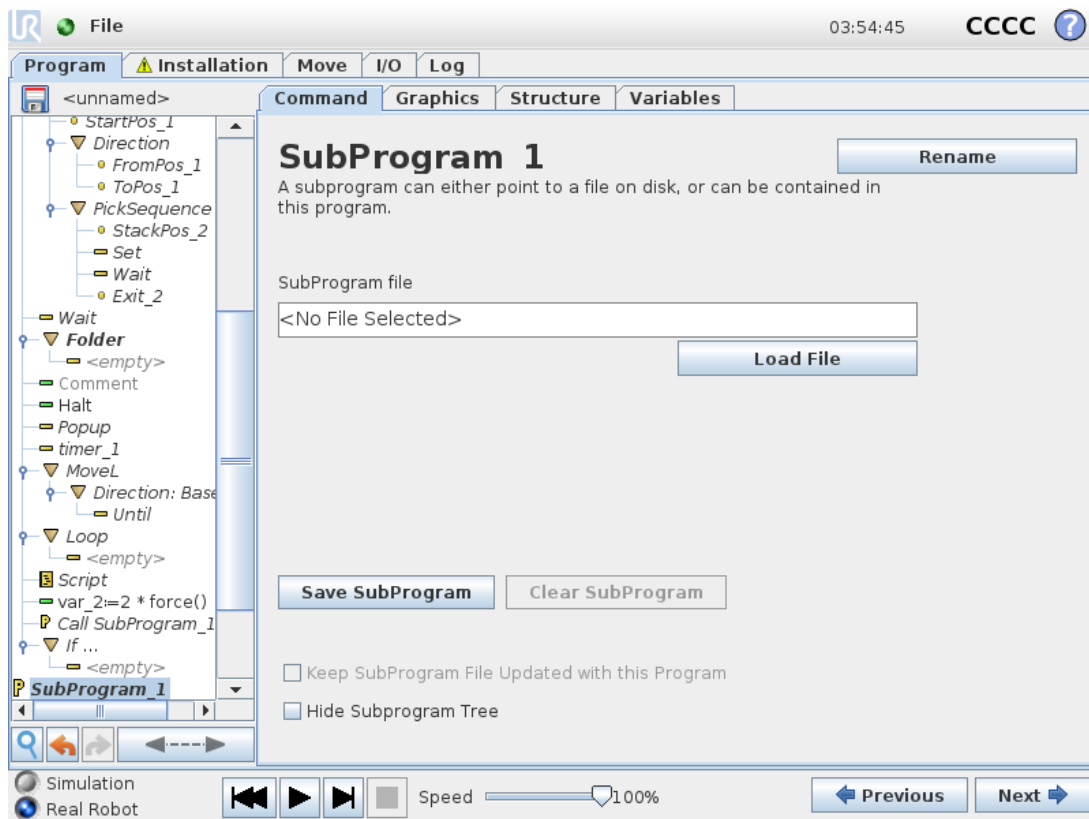 File
03:54:45
CCCC
?
Program
Installation
Move
I/O
Log
<unnamed>
Command
Graphics
Structure
Variables
StartPos_1
Direction
FromPos_1
ToPos_1
PickSequence
StackPos_2
Set
Wait
Exit_2
Wait
Folder
<empty>
Comment
Halt
Popup
timer_1
MoveL
Direction: Base
Until
Loop
<empty>
Script
var_2:=2 * force()
Call SubProgram_1
If ...
<empty>
SubProgram_1
SubProgram 1
Rename
A subprogram can either point to a file on disk, or can be contained in
this program.
SubProgram file
<No File Selected>
Load File
Save SubProgram
Clear SubProgram
Keep SubProgram File Updated with this Program
Hide Subprogram Tree
Simulation
Real Robot
Speed
100%
Previous
Next